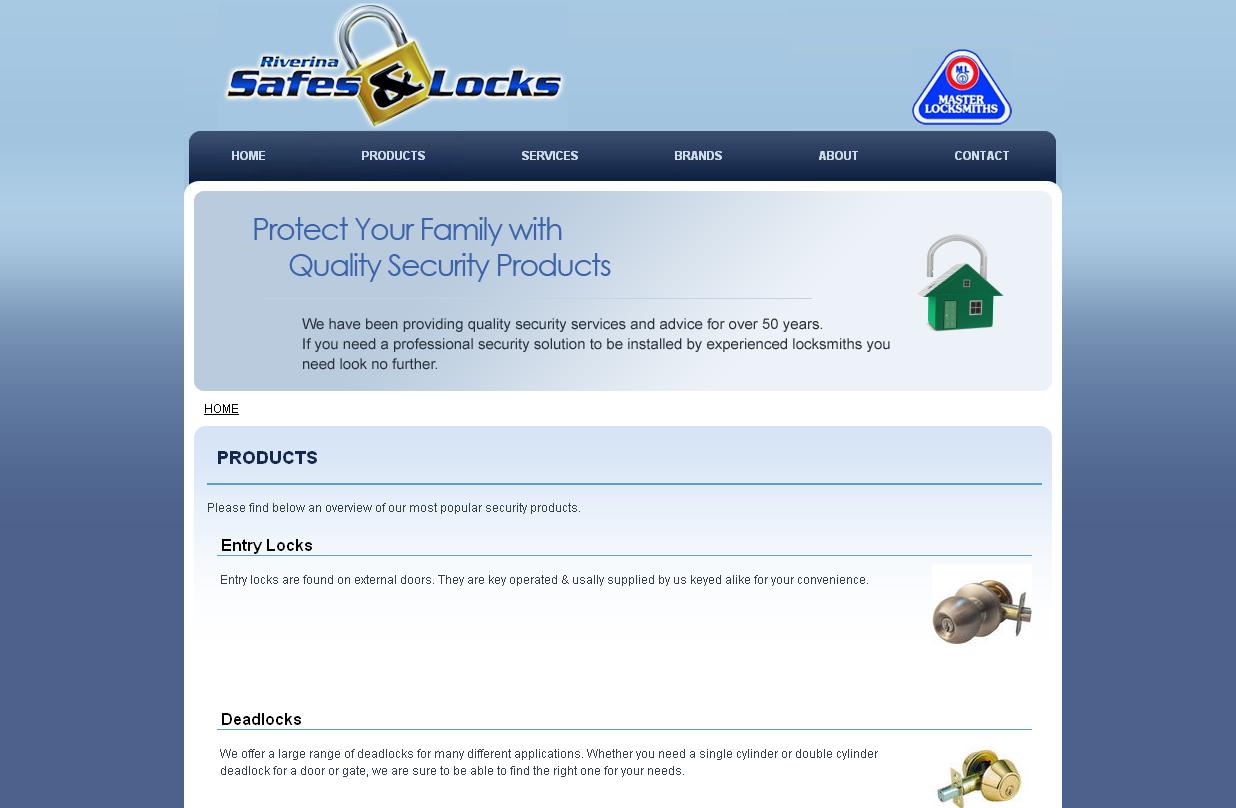 Riverina
Safes & Locks
M.L
MASTER
LOCKSMITHS
HOME PRODUCTS SERVICES BRANDS ABOUT CONTACT
Protect Your Family with
Quality Security Products
We have been providing quality security services and advice for over 50 years.
If you need a professional security solution to be installed by experienced locksmiths you
need look no further.
HOME
PRODUCTS
Please find below an overview of our most popular security products.
Entry Locks
Entry locks are found on external doors. They are key operated & usally supplied by us keyed alike for your convenience.
Deadlocks
We offer a large range of deadlocks for many different applications. Whether you need a single cylinder or double cylinder
deadlock for a door or gate, we are sure to be able to find the right one for your needs.